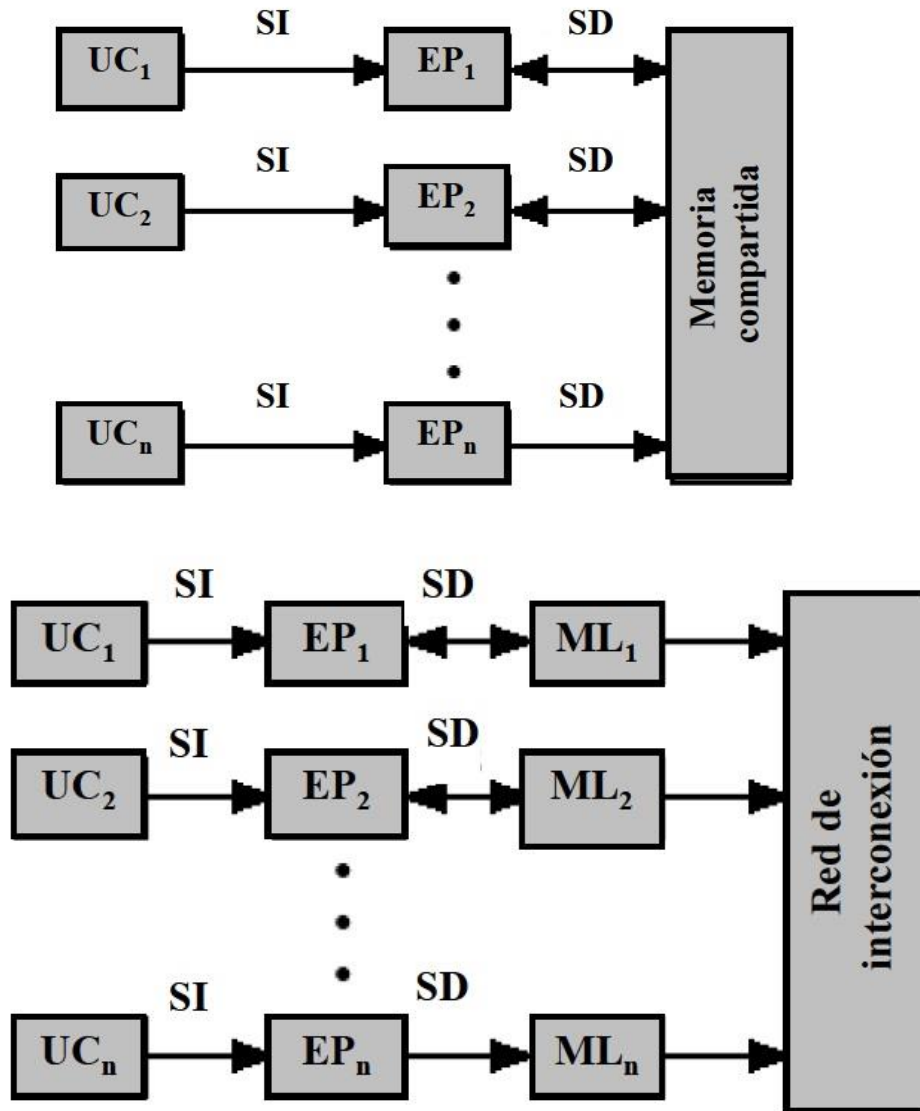 SI SD
UC₁ EP₁
SI SD
UC₂ EP₂
Memoria
compartida
SI SD
UCₙ EPₙ
SI SD
UC₁ EP₁ ML₁
SI SD
UC₂ EP₂ ML₂
Red de
interconexión
SI SD
UCₙ EPₙ MLₙ